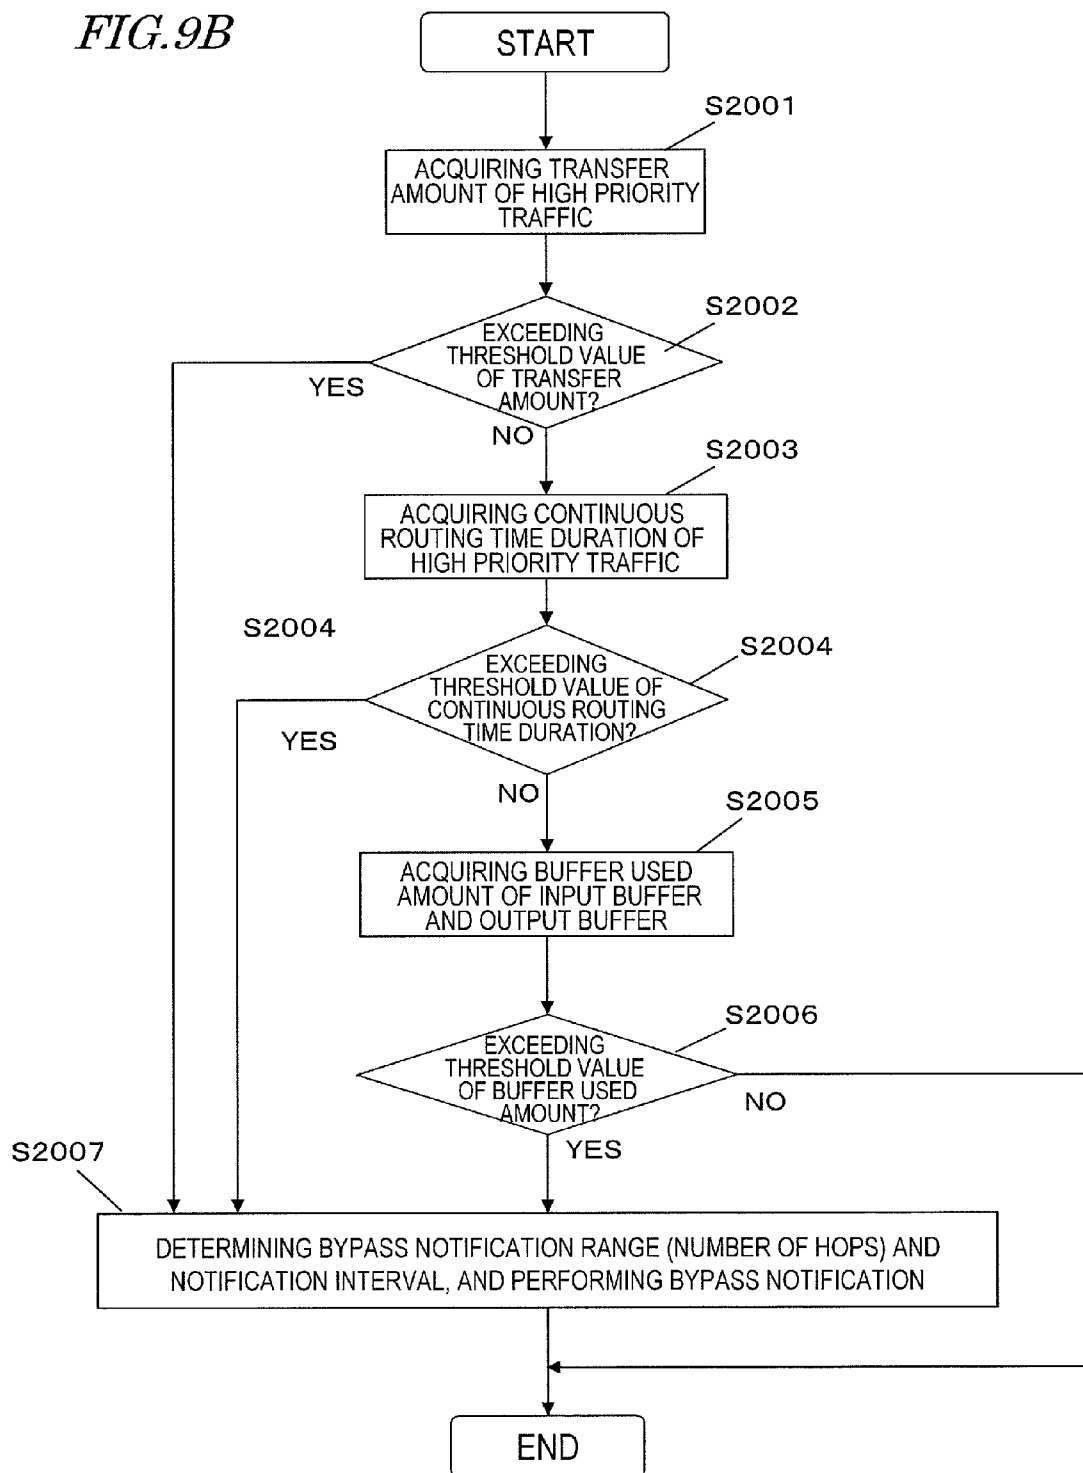 FIG.9B
START
S2001
ACQUIRING TRANSFER
AMOUNT OF HIGH PRIORITY
TRAFFIC
S2002
EXCEEDING
THRESHOLD VALUE
OF TRANSFER
AMOUNT?
YES
NO
S2003
ACQUIRING CONTINUOUS
ROUTING TIME DURATION OF
HIGH PRIORITY TRAFFIC
S2004
S2004
EXCEEDING
THRESHOLD VALUE OF
CONTINUOUS ROUTING
TIME DURATION?
YES
NO
S2005
ACQUIRING BUFFER USED
AMOUNT OF INPUT BUFFER
AND OUTPUT BUFFER
S2006
EXCEEDING
THRESHOLD VALUE
OF BUFFER USED
AMOUNT?
NO
YES
S2007
DETERMINING BYPASS NOTIFICATION RANGE (NUMBER OF HOPS) AND
NOTIFICATION INTERVAL, AND PERFORMING BYPASS NOTIFICATION
END